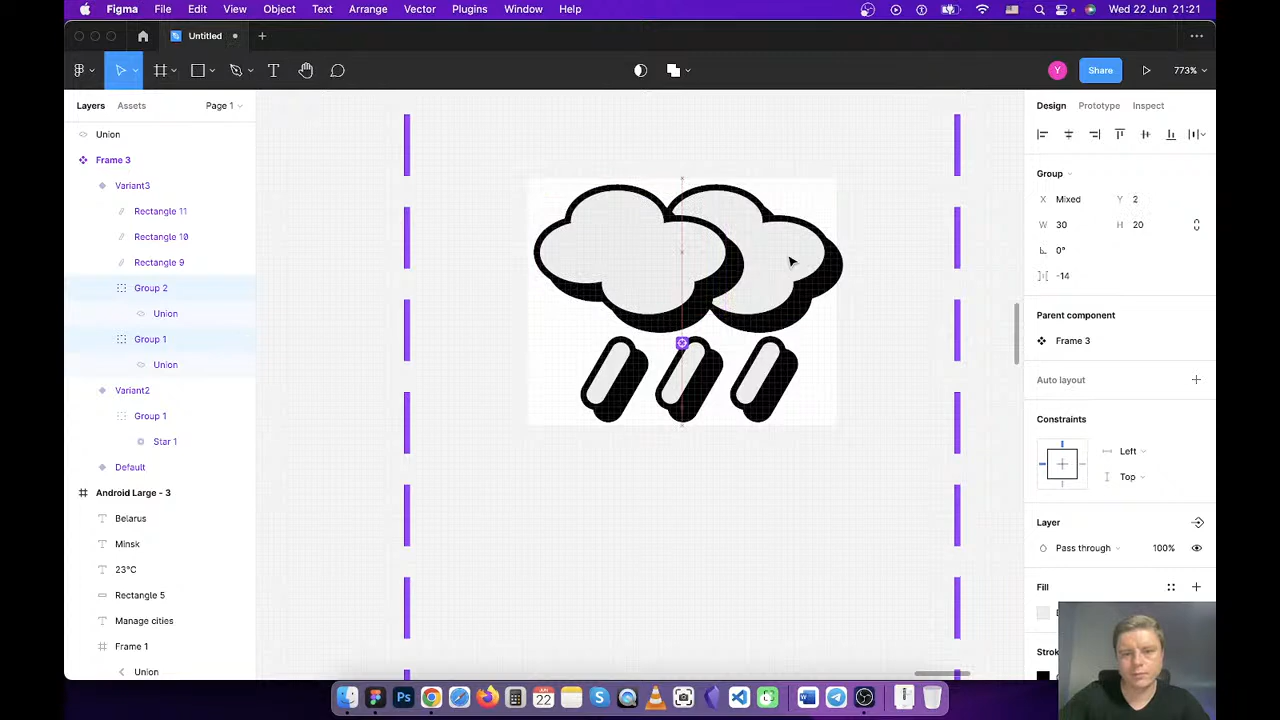 Figma File Edit View Object Text Arrange Vector Plugins Window Help Wed 22 Jun 21:21
Untitled
Y Share 773%
Layers Assets Page 1
Union
Frame 3
Variant3
Rectangle 11
Rectangle 10
Rectangle 9
Group 2
Union
Group 1
Union
Variant2
Group 1
Star 1
Default
Android Large - 3
Belarus
Minsk
23°C
Rectangle 5
Manage cities
Frame 1
Union
Design Prototype Inspect
Group
X Mixed Y 2
W 30 H 20
0°
-14
Parent component
Frame 3
Auto layout
Constraints
Left
Top
Layer
Pass through 100%
Fill